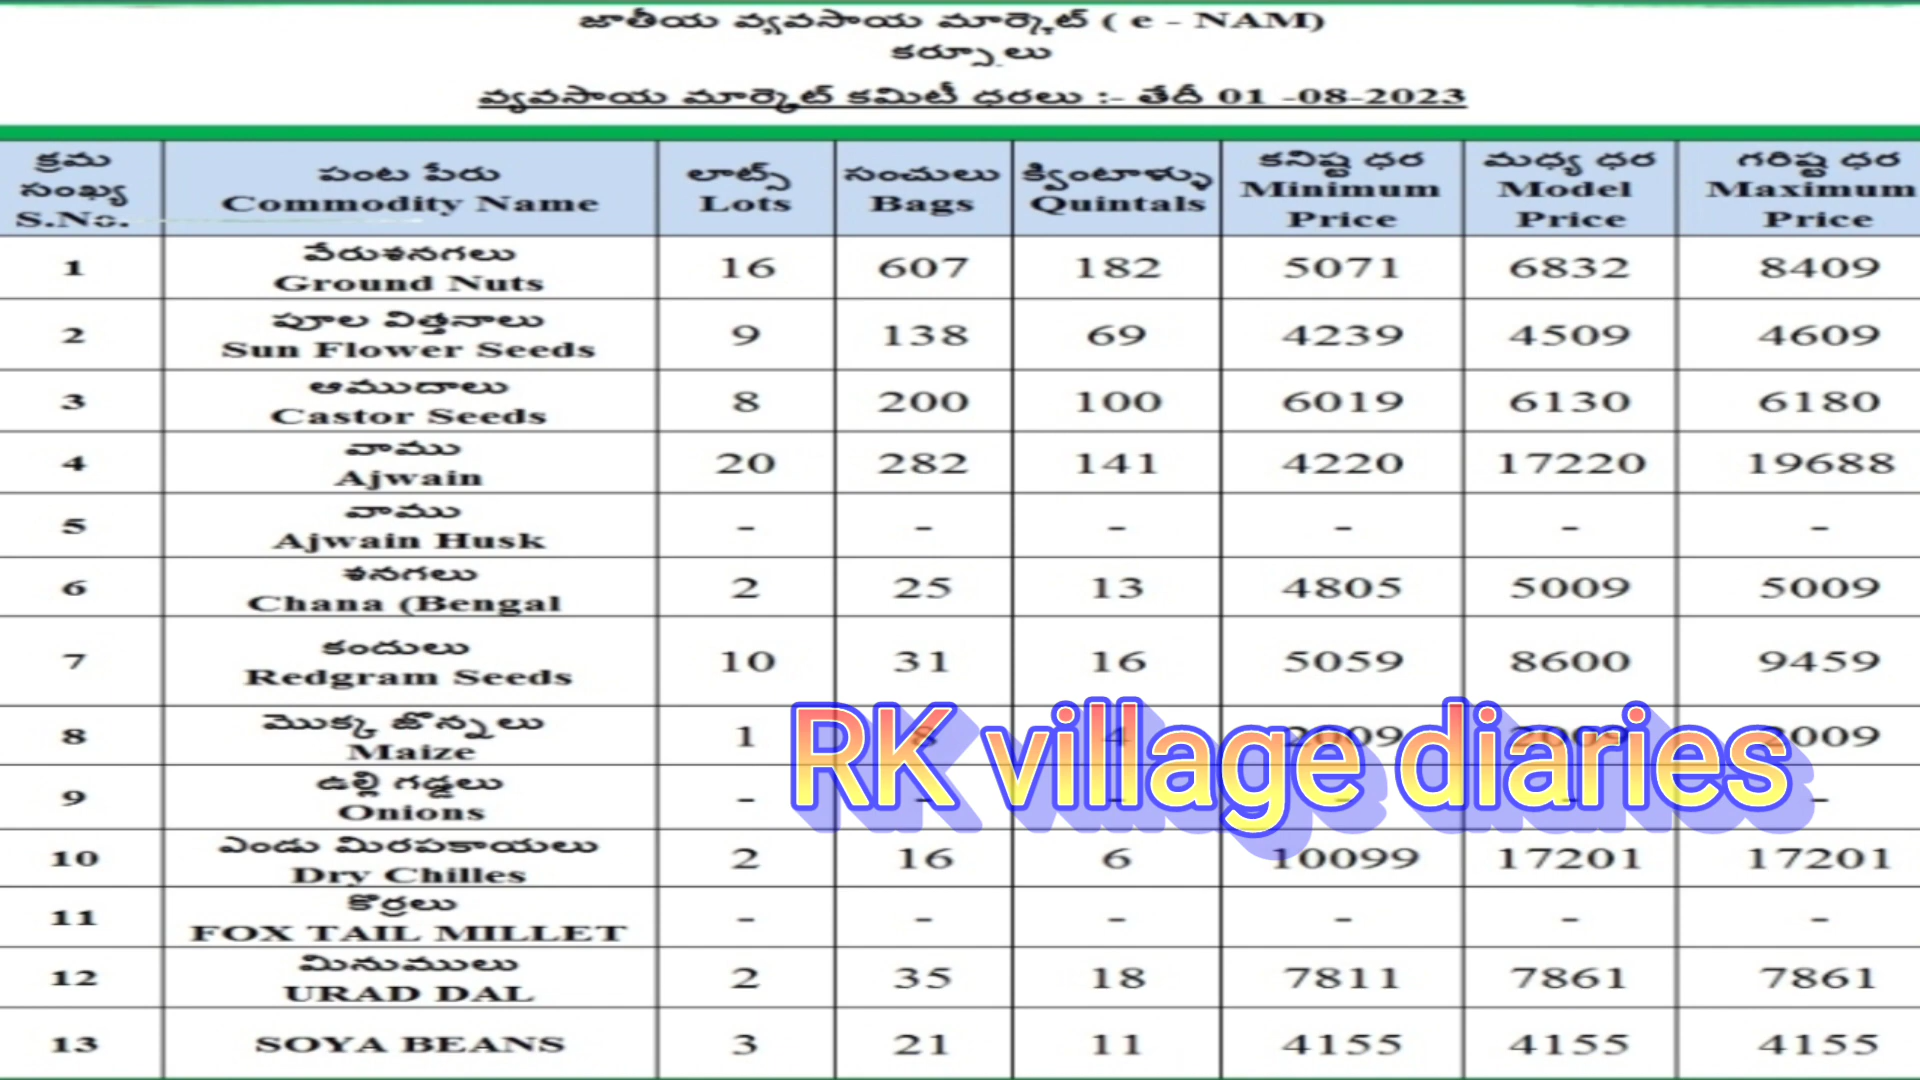 జాతీయ వ్యవసాయ మార్కెట్ ( e - NAM)
కర్నూలు
వ్యవసాయ మార్కెట్ కమిటీ ధరలు :- తేదీ 01 -08-2023
క్రమ సంఖ్య S.No. పంట పేరు Commodity Name లాట్స్ Lots సంచులు Bags క్వింటాళ్ళు Quintals కనిష్ట ధర Minimum Price మధ్య ధర Model Price గరిష్ట ధర Maximum Price
1 వేరుశనగలు Ground Nuts 16 607 182 5071 6832 8409
2 పూల విత్తనాలు Sun Flower Seeds 9 138 69 4239 4509 4609
3 ఆముదాలు Castor Seeds 8 200 100 6019 6130 6180
4 వాము Ajwain 20 282 141 4220 17220 19688
5 వాము Ajwain Husk - - - - - -
6 శనగలు Chana (Bengal 2 25 13 4805 5009 5009
7 కందులు Redgram Seeds 10 31 16 5059 8600 9459
8 మొక్క జొన్నలు Maize 1 8 4 2009 2009 2009
RK village diaries
9 ఉల్లి గడ్డలు Onions - - - - - -
10 ఎండు మిరపకాయలు Dry Chilles 2 16 6 10099 17201 17201
11 కొర్రలు FOX TAIL MILLET - - - - - -
12 మినుములు URAD DAL 2 35 18 7811 7861 7861
13 SOYA BEANS 3 21 11 4155 4155 4155